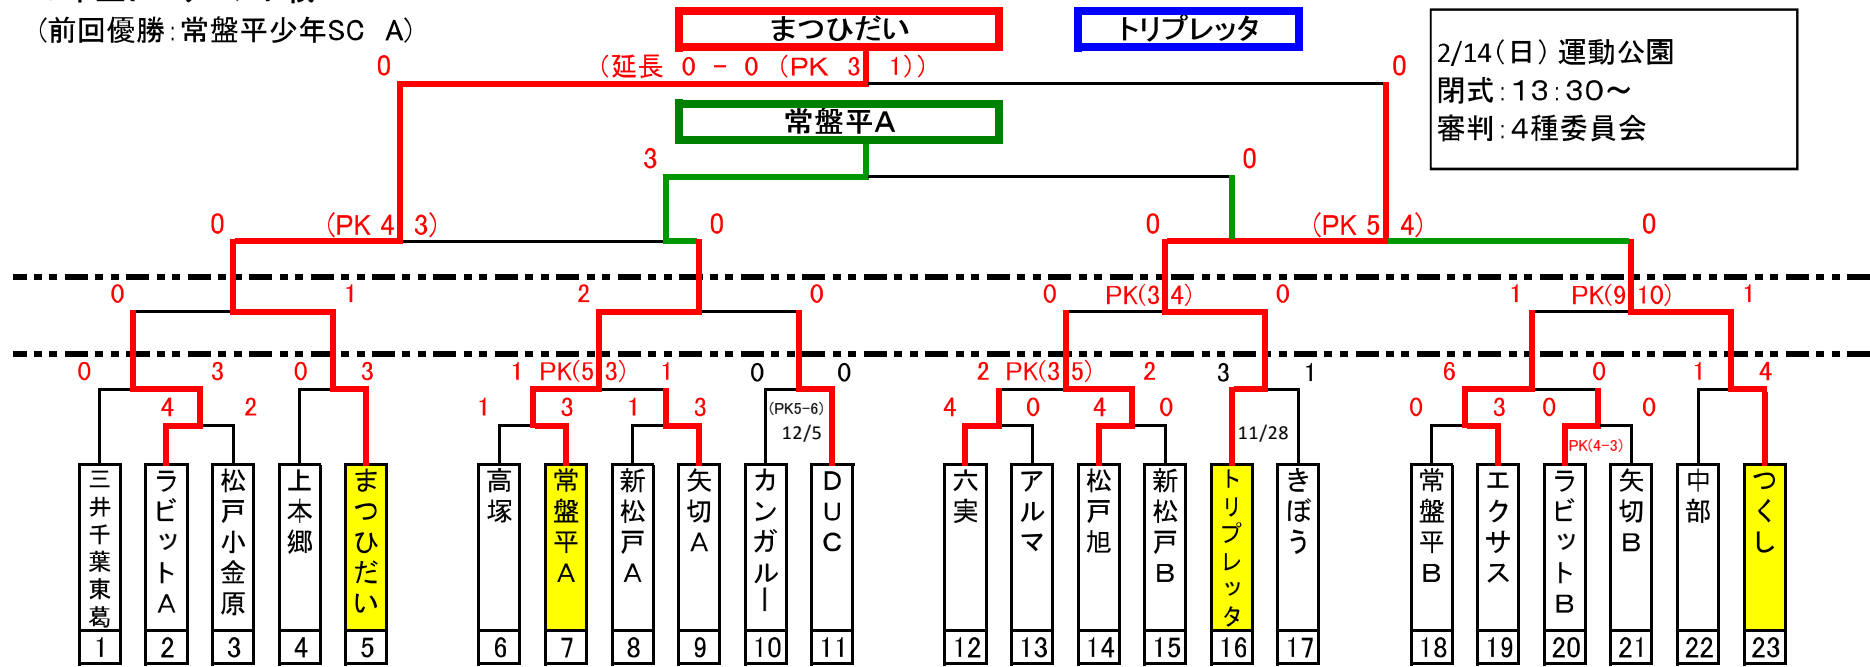 (前回優勝:常盤平少年SC A)
まつひだい
トリプレッタ
2/14(日) 運動公園
閉式:13:30～
審判:4種委員会
0 (延長 0 - 0 (PK 3 1)) 0
常盤平A
3 0
0 (PK 4 3) 0 0 (PK 5 4) 0
0 1 2 0 0 PK(3 4) 0 1 PK(9 10) 1
0 3 0 3 1 PK(5 3) 1 0 0 2 PK(3 5) 2 3 1 6 0 1 4
4 2 1 3 1 3 (PK5-6) 4 0 4 0 0 3 0 0
12/5 11/28 PK(4-3)
三井千葉東葛
ラビットA
松戸小金原
上本郷
まつひだい
高塚
常盤平A
新松戸A
矢切A
カンガルー
DUC
六実
アルマ
松戸旭
新松戸B
トリプレッタ
きぼう
常盤平B
エクサス
ラビットB
矢切B
中部
つくし
1 2 3 4 5 6 7 8 9 10 11 12 13 14 15 16 17 18 19 20 21 22 23